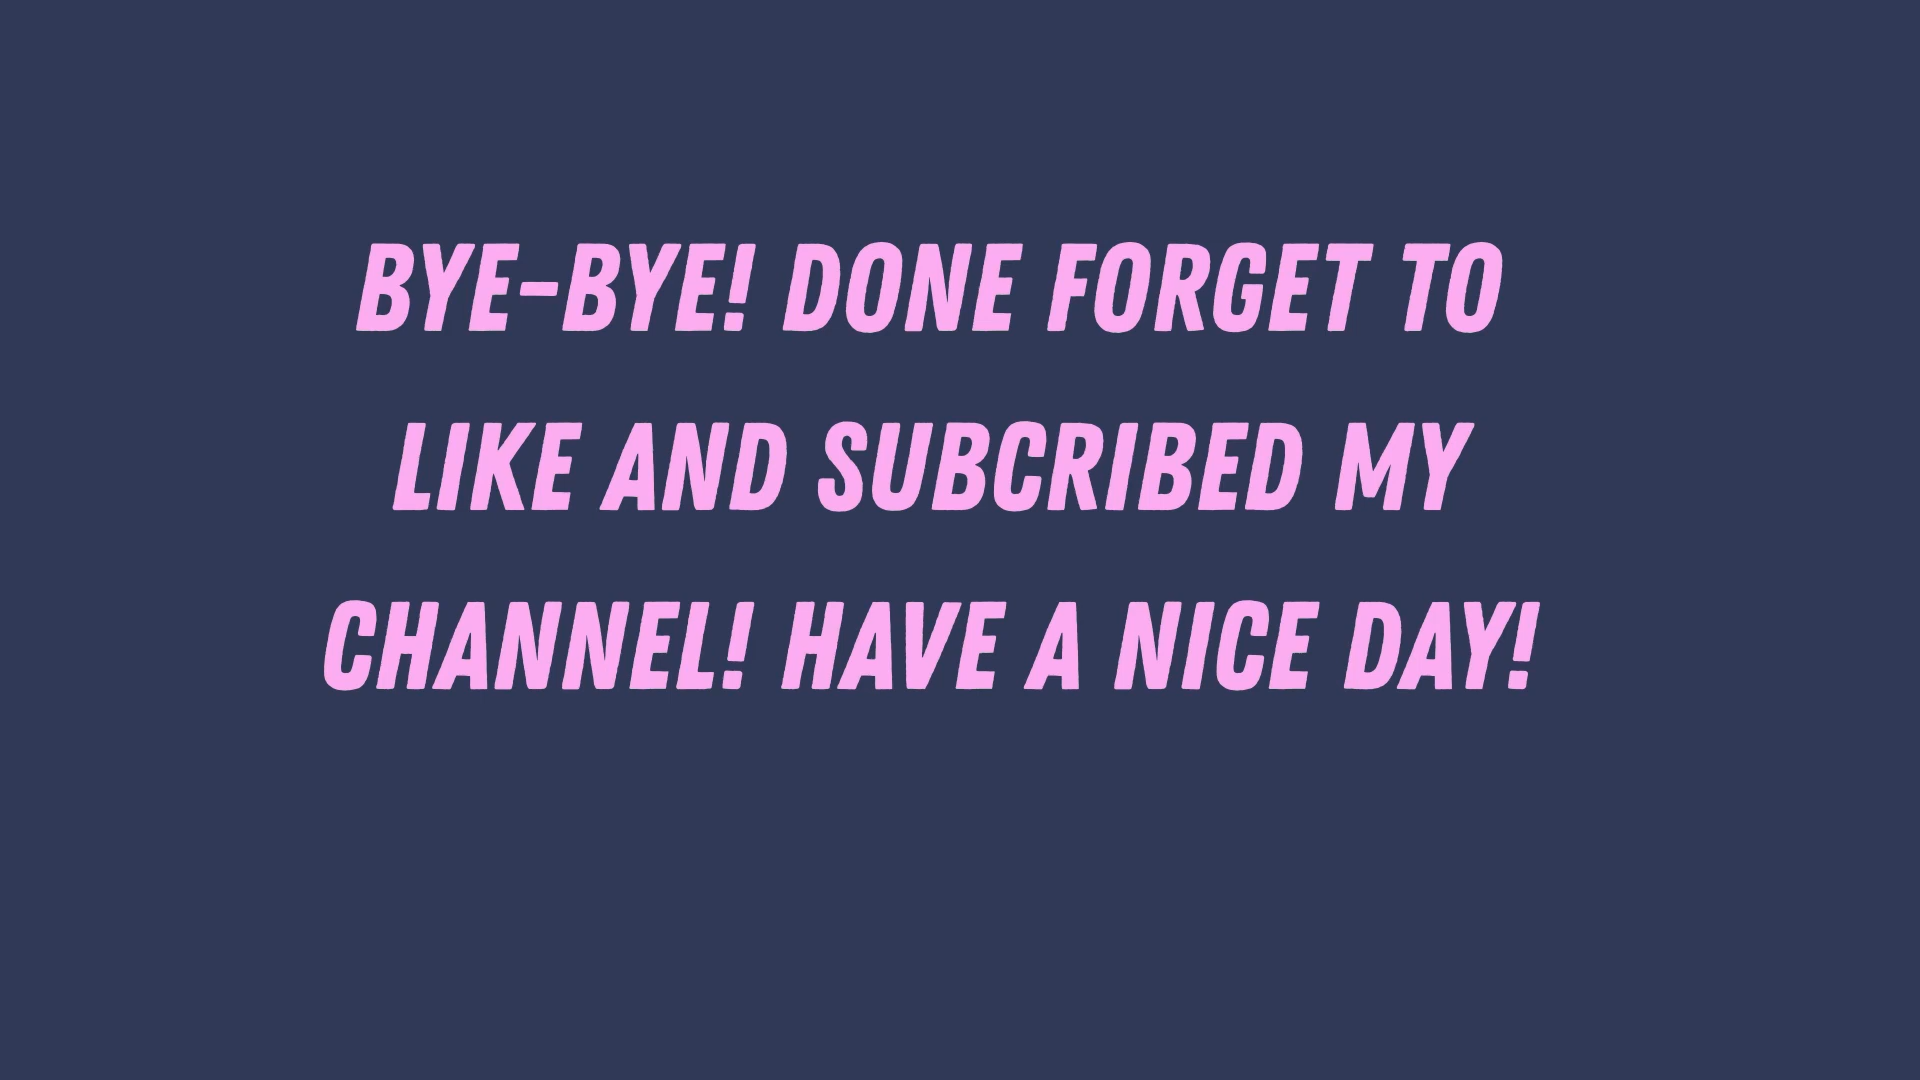 BYE-BYE! DONE FORGET TO
LIKE AND SUBCRIBED MY
CHANNEL! HAVE A NICE DAY!